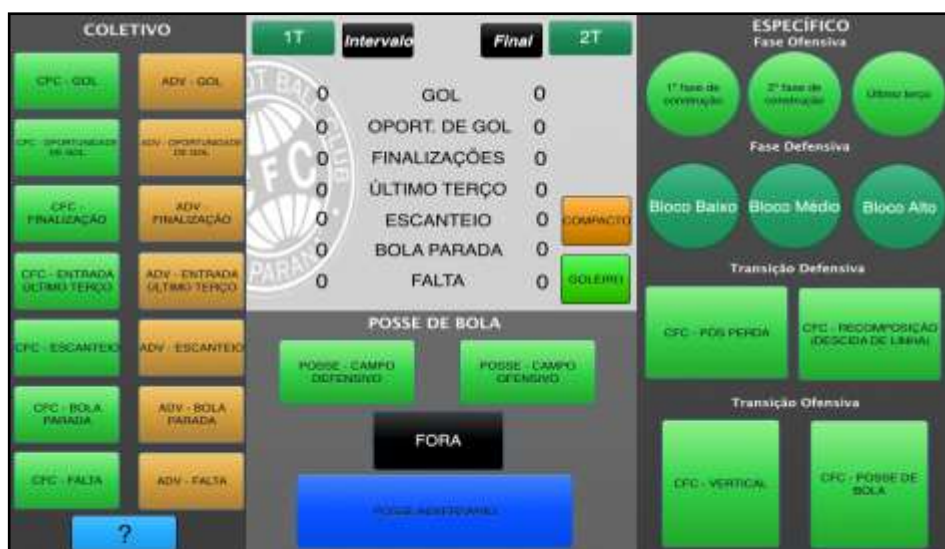 COLETIVO
CFC - GOL
ADV - GOL
CFC - OPORTUNIDADE
DE GOL
ADV - OPORTUNIDADE
DE GOL
CFC -
FINALIZAÇÃO
ADV -
FINALIZAÇÃO
CFC - ENTRADA
ÚLTIMO TERÇO
ADV - ENTRADA
ÚLTIMO TERÇO
CFC - ESCANTEIO
ADV - ESCANTEIO
CFC - BOLA
PARADA
ADV - BOLA
PARADA
CFC - FALTA
ADV - FALTA
?
1T
Intervalo
Final
2T
0 GOL 0
0 OPORT. DE GOL 0
0 FINALIZAÇÕES 0
0 ÚLTIMO TERÇO 0
0 ESCANTEIO 0
0 BOLA PARADA 0
0 FALTA 0
CFC
PARAN
COMPACTO
GOLEIRO
POSSE DE BOLA
POSSE - CAMPO
DEFENSIVO
POSSE - CAMPO
OFENSIVO
FORA
POSSE ADVERSÁRIO
ESPECÍFICO
Fase Ofensiva
1ª fase de
construção
2ª fase de
construção
Último terço
Fase Defensiva
Bloco Baixo
Bloco Médio
Bloco Alto
Transição Defensiva
CFC - PÓS PERDA
CFC - RECOMPOSIÇÃO
(DESCIDA DE LINHA)
Transição Ofensiva
CFC - VERTICAL
CFC - POSSE DE
BOLA